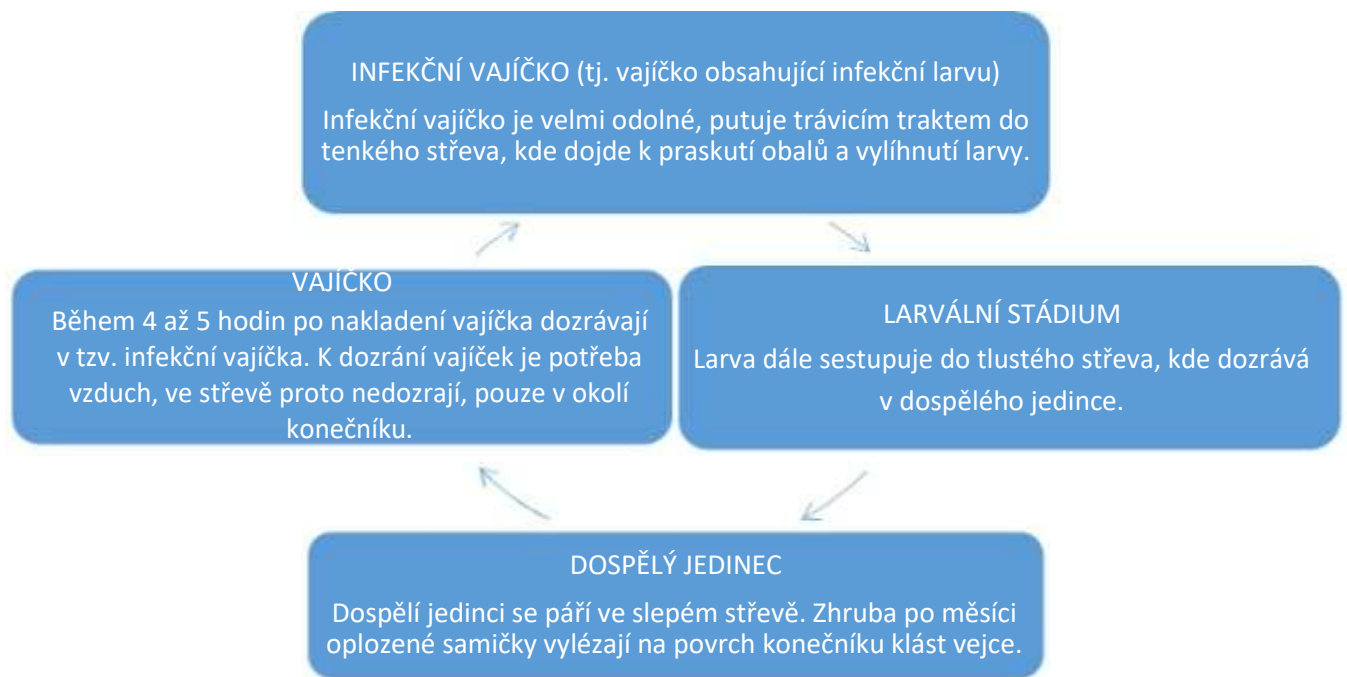 INFEKČNÍ VAJÍČKO (tj. vajíčko obsahující infekční larvu)
Infekční vajíčko je velmi odolné, putuje trávicím traktem do
tenkého střeva, kde dojde k praskutí obalů a vylíhnutí larvy.
VAJÍČKO
Během 4 až 5 hodin po nakladení vajíčka dozrávají
v tzv. infekční vajíčka. K dozrání vajíček je potřeba
vzduch, ve střevě proto nedozrají, pouze v okolí
konečníku.
LARVÁLNÍ STÁDIUM
Larva dále sestupuje do tlustého střeva, kde dozrává
v dospělého jedince.
DOSPĚLÝ JEDINEC
Dospělí jedinci se páří ve slepém střevě. Zhruba po měsíci
oplozené samičky vylézají na povrch konečníku klást vejce.